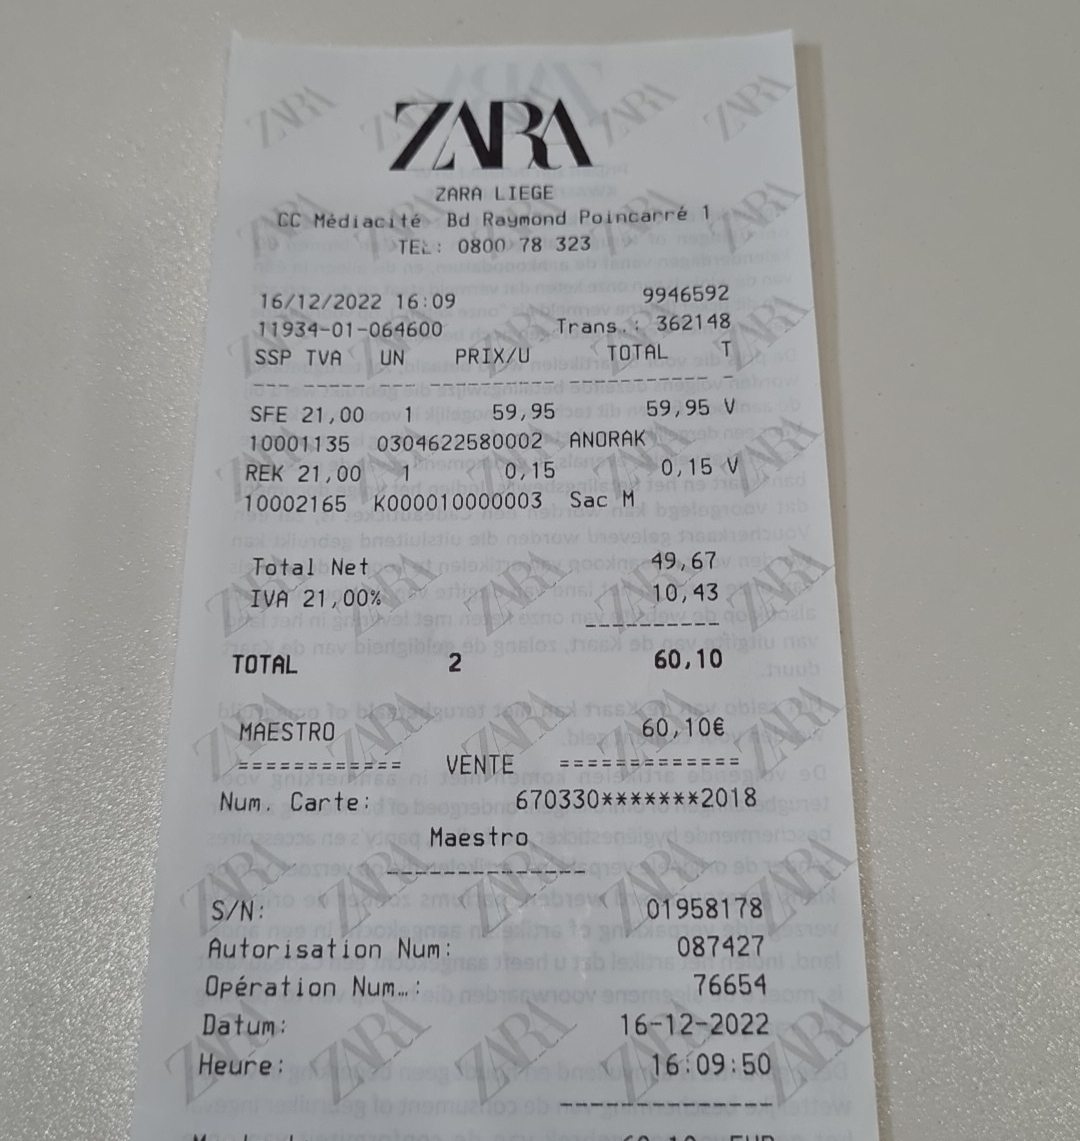 ZARA
ZARA LIEGE
CC Médiacité Bd Raymond Poincarré 1
TEL: 0800 78 323
16/12/2022 16:09 9946592
11934-01-064600 Trans.: 362148
SSP TVA UN PRIX/U TOTAL T
SFE 21,00 1 59,95 59,95 V
10001135 0304622580002 ANORAK
REK 21,00 1 0,15 0,15 V
10002165 K000010000003 Sac M
Total Net 49,67
IVA 21,00% 10,43
TOTAL 2 60,10
MAESTRO 60,10€
============ VENTE =============
Num. Carte: 670330*******2018
Maestro
S/N: 01958178
Autorisation Num: 087427
Opération Num…: 76654
Datum: 16-12-2022
Heure: 16:09:50